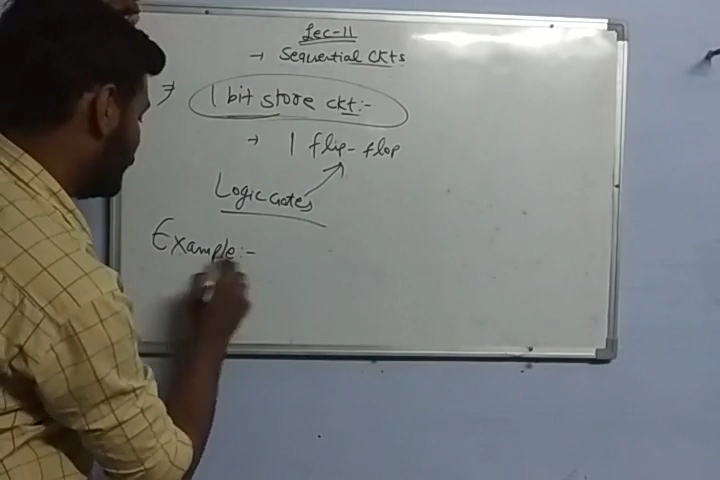 Lec-11
→ Sequential Ckts
⇒ 1 bit store ckt:-
→ 1 flip-flop
Logic Gates
Example:-